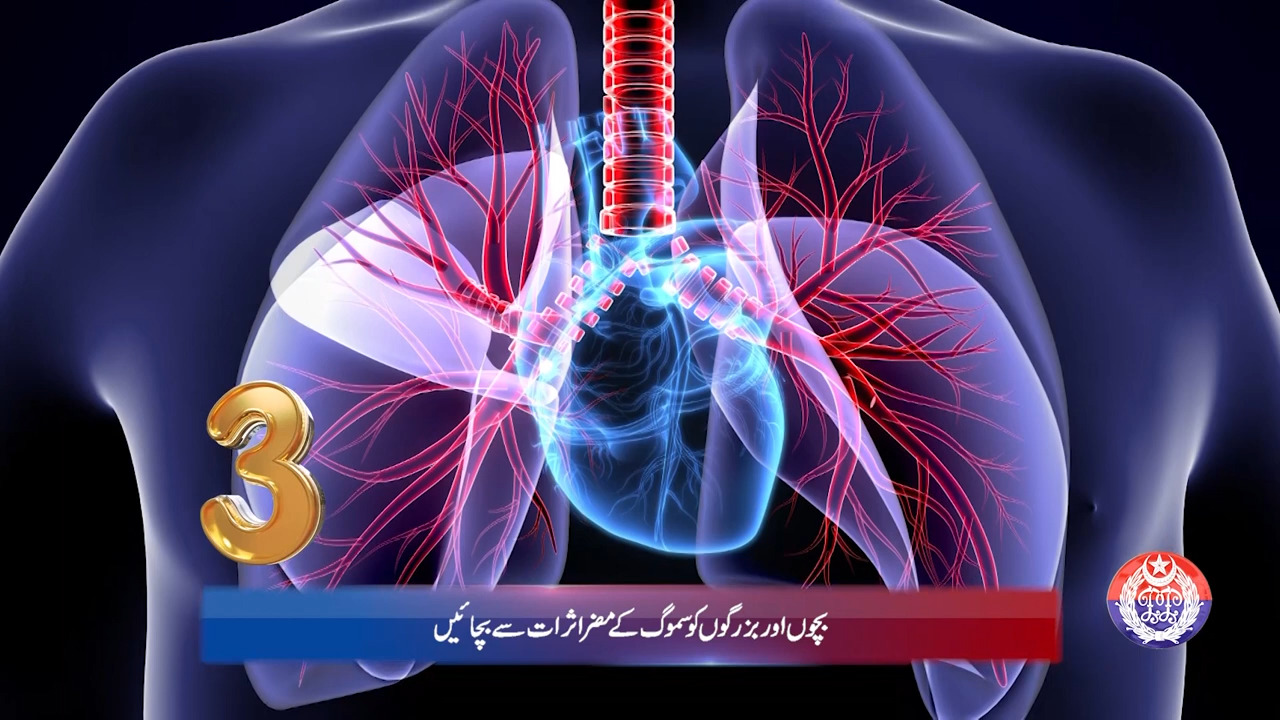 3
بچوں اور بزرگوں کو سموگ کے مضر اثرات سے بچائیں